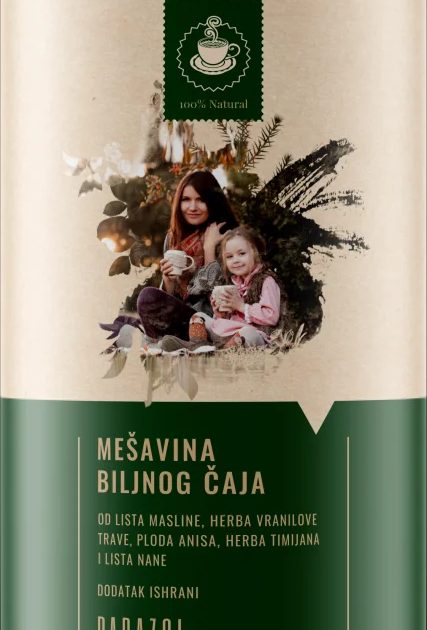 100% Natural
MEŠAVINA
BILJNOG ČAJA
OD LISTA MASLINE, HERBA VRANILOVE
TRAVE, PLODA ANISA, HERBA TIMIJANA
I LISTA NANE
DODATAK ISHRANI